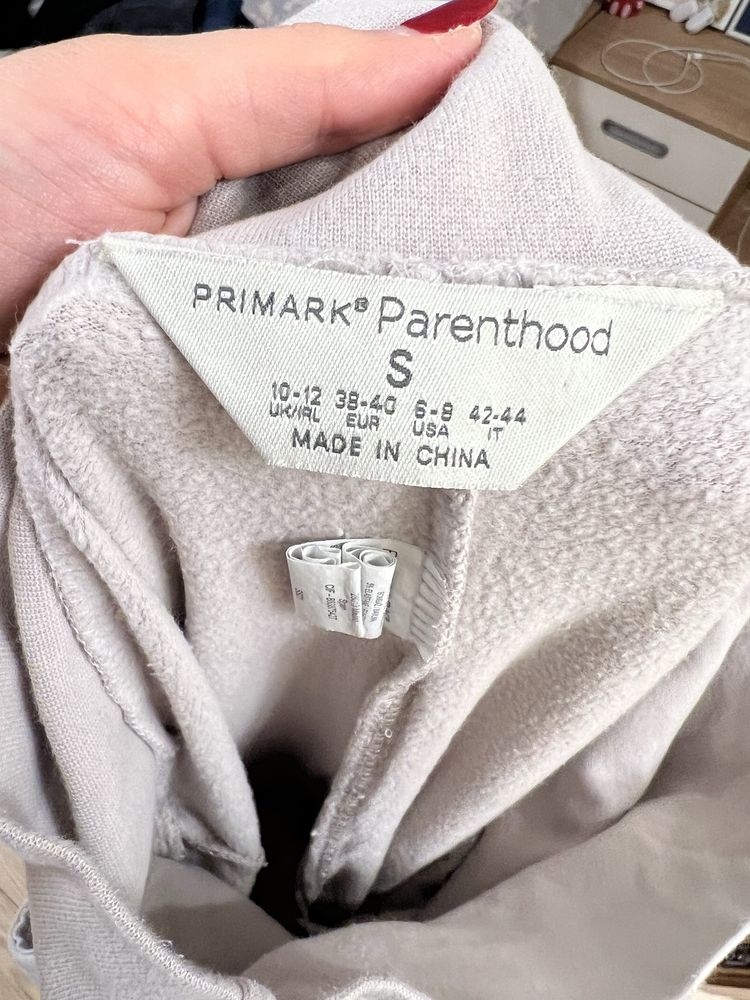 PRIMARK® Parenthood
S
10-12 38-40 6-8 42-44
UK/IRL EUR USA IT
MADE IN CHINA